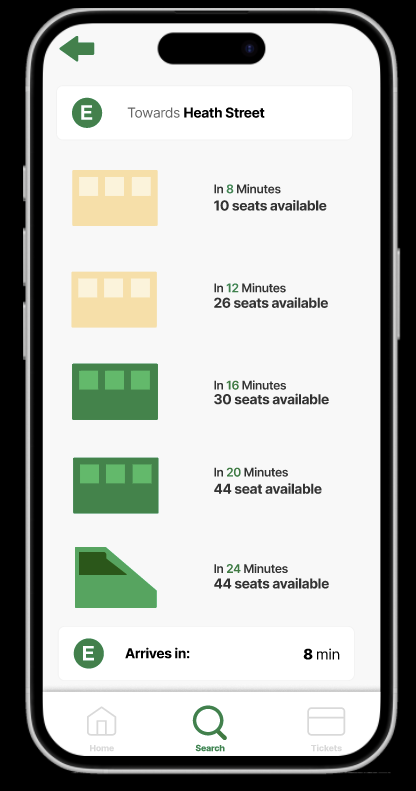 E Towards Heath Street
In 8 Minutes
10 seats available
In 12 Minutes
26 seats available
In 16 Minutes
30 seats available
In 20 Minutes
44 seat available
In 24 Minutes
44 seats available
E Arrives in: 8 min
Home Search Tickets